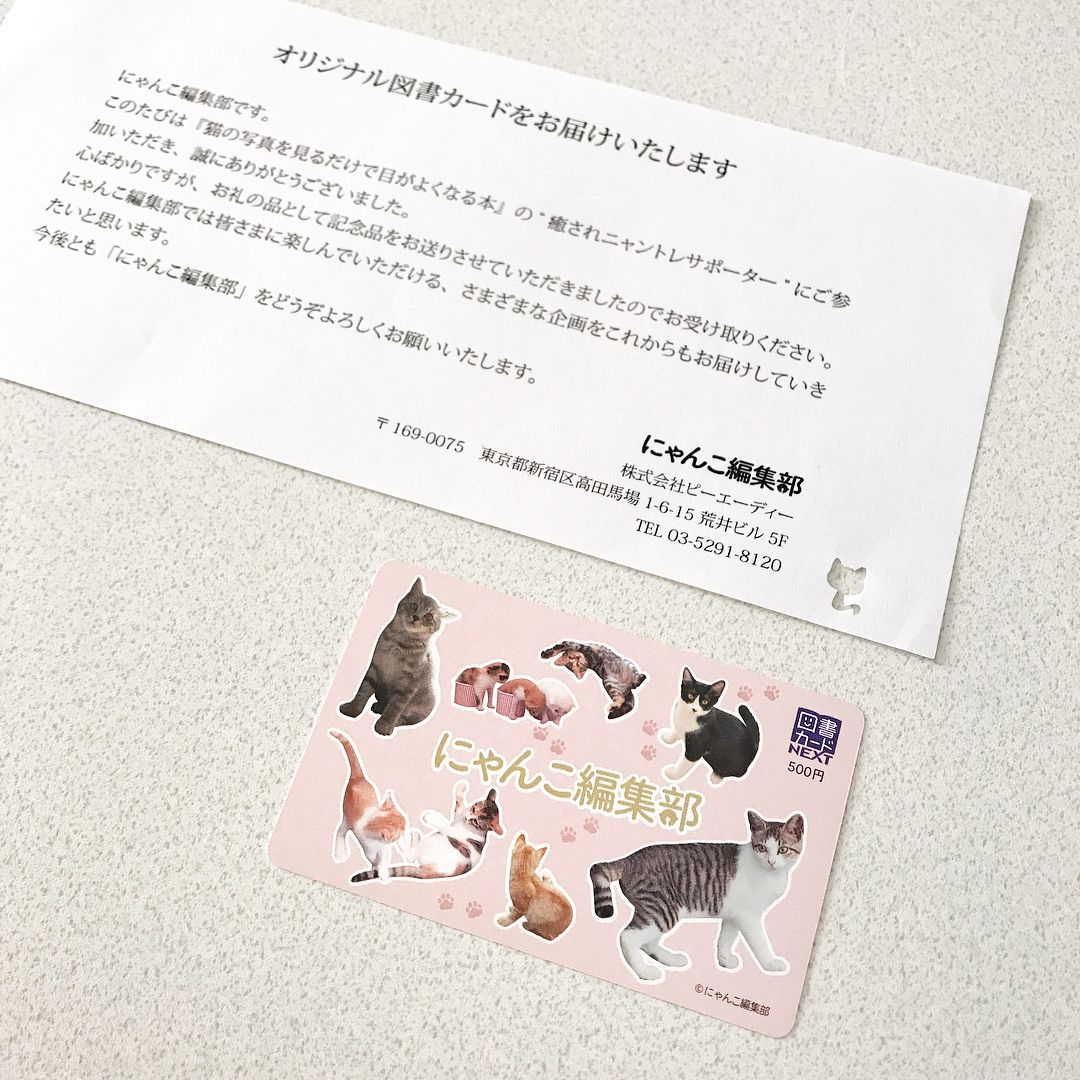 オリジナル図書カードをお届けいたします
にゃんこ編集部です。
このたびは『猫の写真を見るだけで目がよくなる本』の“癒されニャントレサポーター”にご参
加いただき、誠にありがとうございました。
心ばかりですが、お礼の品として記念品をお送りさせていただきましたのでお受け取りください。
にゃんこ編集部では皆さまに楽しんでいただける、さまざまな企画をこれからもお届けしていき
たいと思います。
今後とも「にゃんこ編集部」をどうぞよろしくお願いいたします。
にゃんこ編集部
株式会社ピーエーディー
〒169-0075 東京都新宿区高田馬場 1-6-15 荒井ビル 5F
TEL 03-5291-8120
図書
カード
NEXT
500円
にゃんこ編集部
©にゃんこ編集部